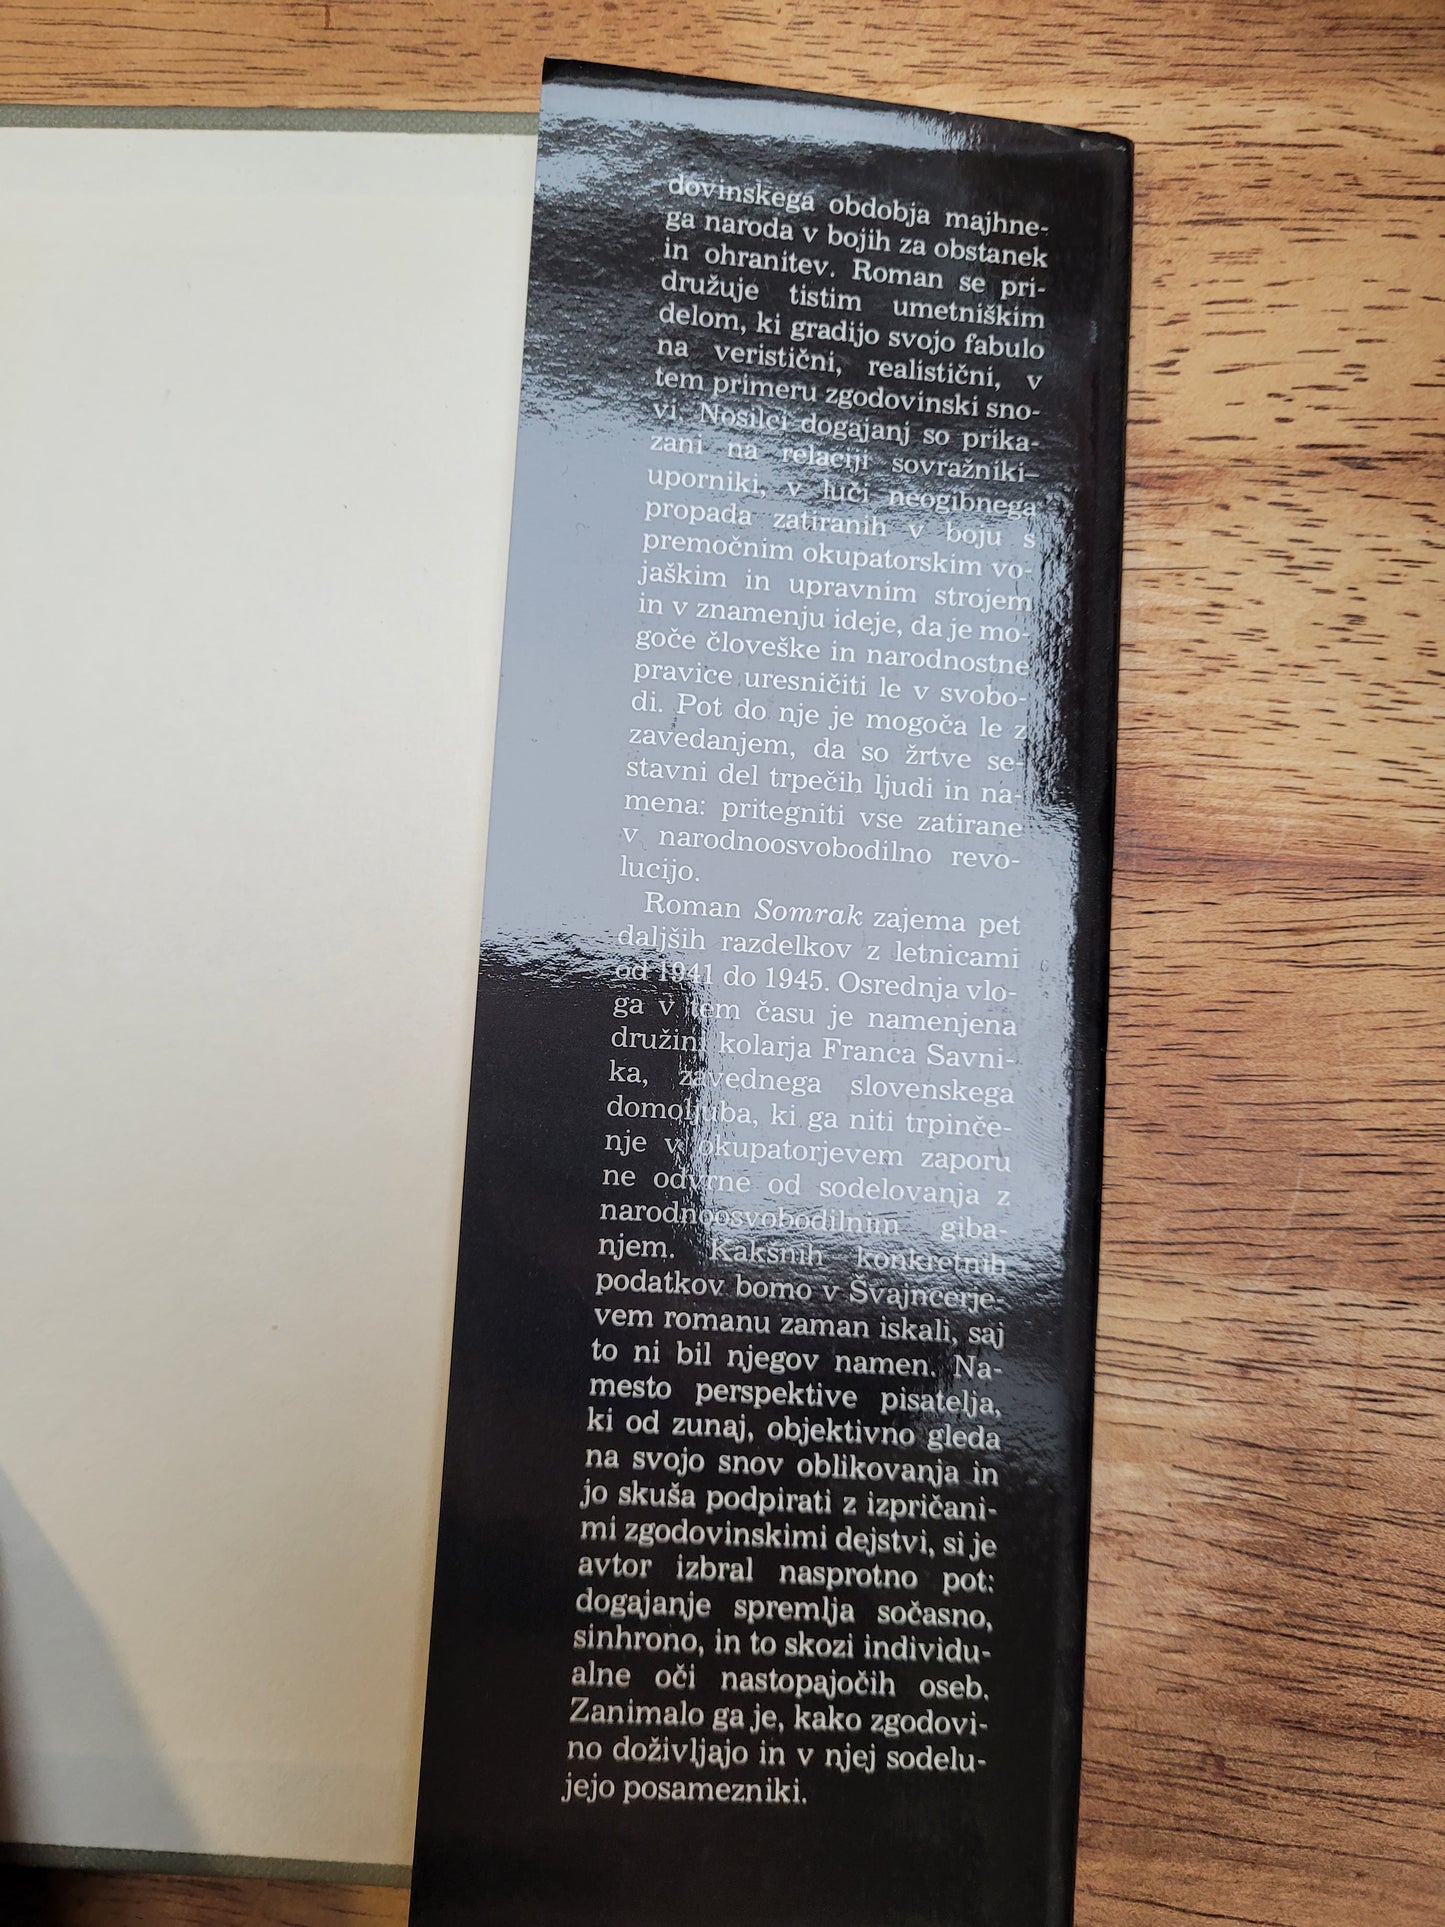 dovinskega obdobja majhne-
ga naroda v bojih za obstanek
in ohranitev. Roman se pri-
družuje tistim umetniškim
delom, ki gradijo svojo fabulo
na veristični, realistični, v
tem primeru zgodovinski sno-
vi. Nosilci dogajanj so prika-
zani na relaciji sovražniki–
uporniki, v luči neogibnega
propada zatiranih v boju s
premočnim okupatorskim vo-
jaškim in upravnim strojem
in v znamenju ideje, da je mo-
goče človeške in narodnostne
pravice uresničiti le v svobo-
di. Pot do nje je mogoča le z
zavedanjem, da so žrtve se-
stavni del trpečih ljudi in na-
mena: pritegniti vse zatirane
v narodnoosvobodilno revo-
lucijo.
Roman Somrak zajema pet
daljših razdelkov z letnicami
od 1941 do 1945. Osrednja vlo-
ga v tem času je namenjena
družini kolarja Franca Savni-
ka, zavednega slovenskega
domoljuba, ki ga niti trpinče-
nje v okupatorjevem zaporu
ne odvrne od sodelovanja z
narodnoosvobodilnim giba-
njem. Kakšnih konkretnih
podatkov bomo v Švajncerje-
vem romanu zaman iskali, saj
to ni bil njegov namen. Na-
mesto perspektive pisatelja,
ki od zunaj, objektivno gleda
na svojo snov oblikovanja in
jo skuša podpirati z izpričani-
mi zgodovinskimi dejstvi, si je
avtor izbral nasprotno pot:
dogajanje spremlja sočasno,
sinhrono, in to skozi individu-
alne oči nastopajočih oseb.
Zanimalo ga je, kako zgodovi-
no doživljajo in v njej sodelu-
jejo posamezniki.